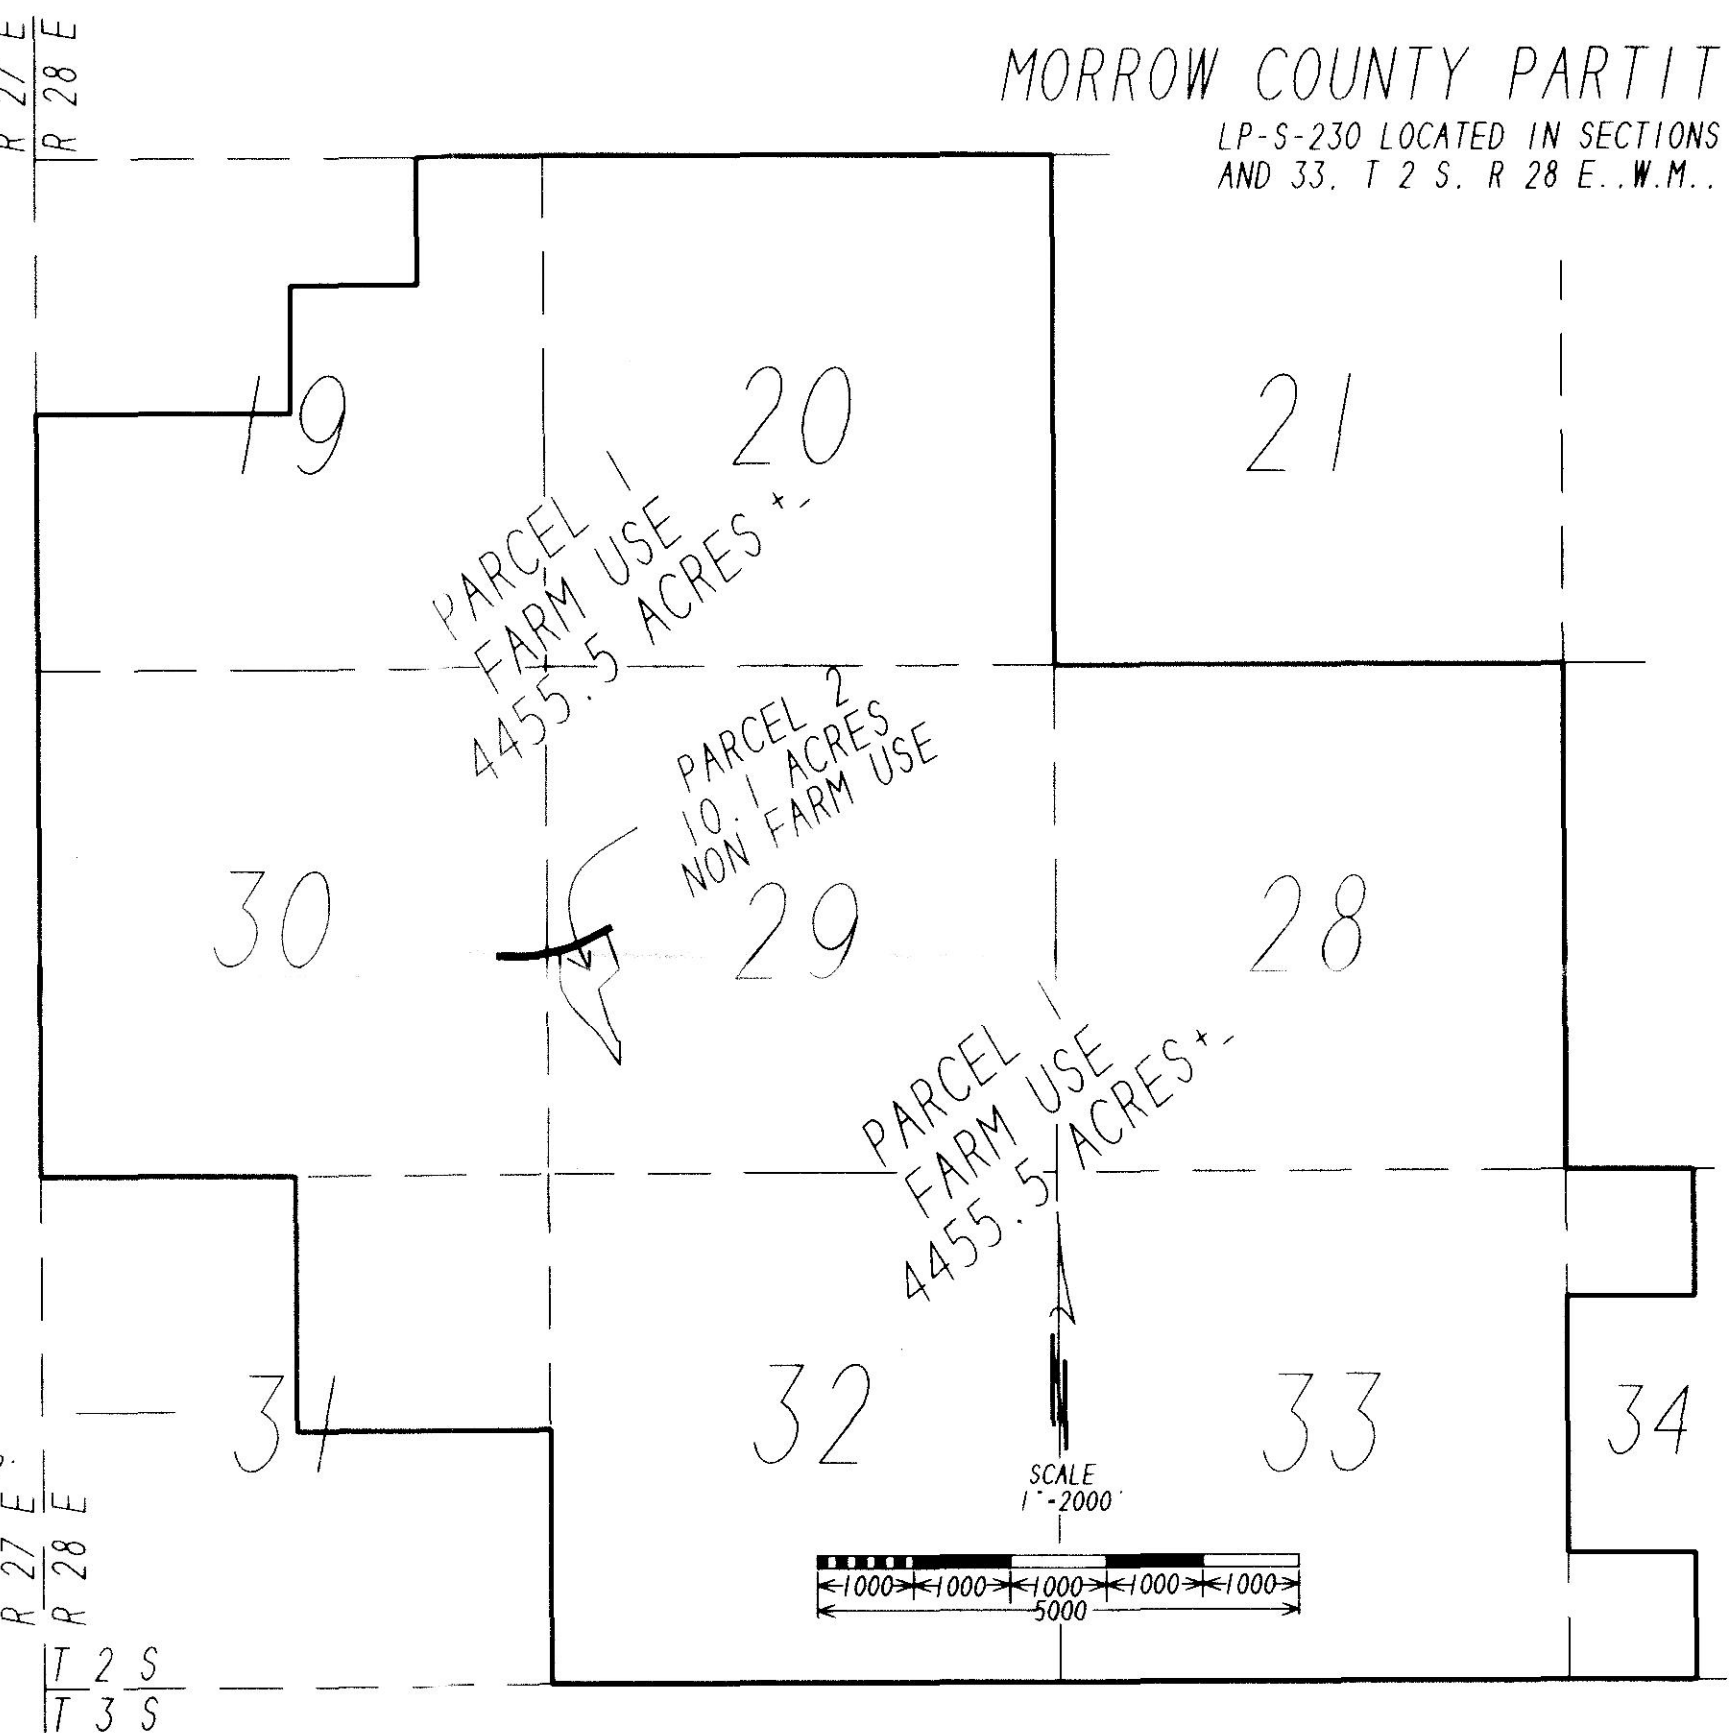 R 27 E
R 28 E
MORROW COUNTY PARTIT
LP-S-230 LOCATED IN SECTIONS
AND 33. T 2 S. R 28 E..W.M..
19
20
21
PARCEL 1
FARM USE
4455.5 ACRES +-
PARCEL 2
10.1 ACRES
NON FARM USE
30
29
28
PARCEL 1
FARM USE
4455.5 ACRES +-
31
32
33
34
SCALE
1"-2000'
1000 1000 1000 1000 1000
5000
R 27 E
R 28 E
T 2 S
T 3 S